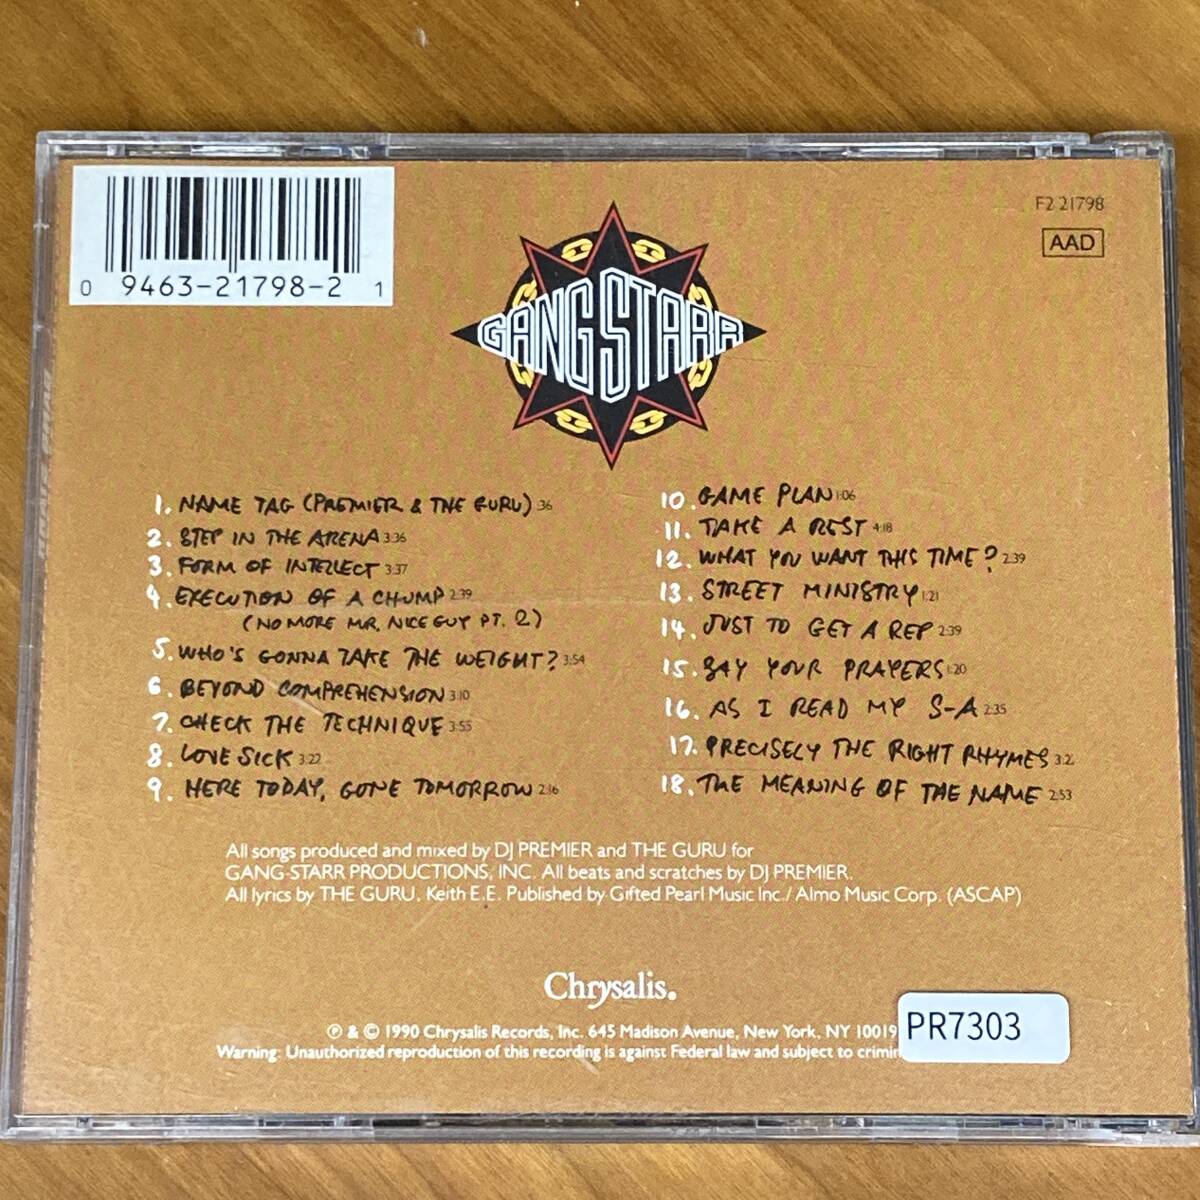 0 9463-21798-2 1
F2 21798
AAD
GANGSTARR
1. NAME TAG (PREMIER & THE GURU) :36
2. STEP IN THE ARENA 3:36
3. FORM OF INTELLECT 3:37
4. EXECUTION OF A CHUMP 2:39
(NO MORE MR. NICE GUY PT. 2)
5. WHO'S GONNA TAKE THE WEIGHT? 3:54
6. BEYOND COMPREHENSION 3:10
7. CHECK THE TECHNIQUE 3:55
8. LOVE SICK 3:22
9. HERE TODAY, GONE TOMORROW 2:16
10. GAME PLAN 1:06
11. TAKE A REST 4:18
12. WHAT YOU WANT THIS TIME? 2:39
13. STREET MINISTRY 1:21
14. JUST TO GET A REP 2:39
15. SAY YOUR PRAYERS 1:20
16. AS I READ MY S-A 2:35
17. PRECISELY THE RIGHT RHYMES
18. THE MEANING OF THE NAME 2:53
All songs produced and mixed by DJ PREMIER and THE GURU for
GANG-STARR PRODUCTIONS, INC. All beats and scratches by DJ PREMIER.
All lyrics by THE GURU, Keith E.E. Published by Gifted Pearl Music Inc./ Almo Music Corp. (ASCAP)
Chrysalis.
℗ & © 1990 Chrysalis Records, Inc. 645 Madison Avenue, New York, NY 10019
Warning: Unauthorized reproduction of this recording is against Federal law and subject to
PR7303